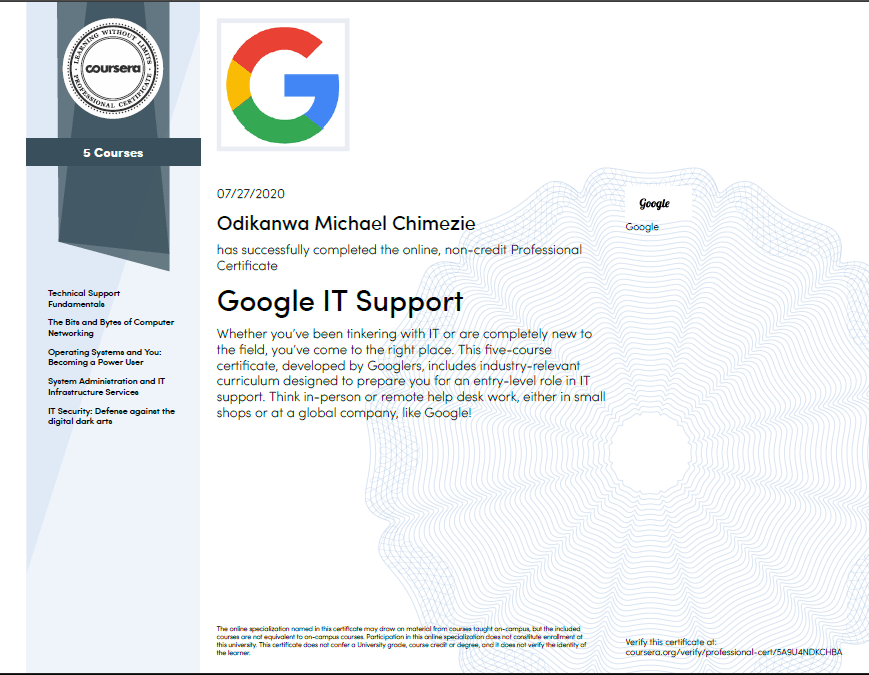 LEARNING WITHOUT LIMITS
coursera
PROFESSIONAL CERTIFICATE
5 Courses
Technical Support
Fundamentals
The Bits and Bytes of Computer
Networking
Operating Systems and You:
Becoming a Power User
System Administration and IT
Infrastructure Services
IT Security: Defense against the
digital dark arts
G
07/27/2020
Odikanwa Michael Chimezie
has successfully completed the online, non-credit Professional
Certificate
Google IT Support
Whether you've been tinkering with IT or are completely new to
the field, you've come to the right place. This five-course
certificate, developed by Googlers, includes industry-relevant
curriculum designed to prepare you for an entry-level role in IT
support. Think in-person or remote help desk work, either in small
shops or at a global company, like Google!
Google
Google
The online specialization named in this certificate may draw on material from courses taught on-campus, but the included
courses are not equivalent to on-campus courses. Participation in this online specialization does not constitute enrollment at
this university. This certificate does not confer a University grade, course credit or degree, and it does not verify the identity of
the learner.
Verify this certificate at:
coursera.org/verify/professional-cert/5A9U4NDKCHBA